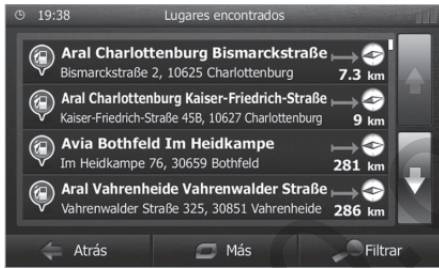 19:38 Lugares encontrados
Aral Charlottenburg Bismarckstraße
Bismarckstraße 2, 10625 Charlottenburg 7.3 km
Aral Charlottenburg Kaiser-Friedrich-Straße
Kaiser-Friedrich-Straße 45B, 10627 Charlottenburg 9 km
Avia Bothfeld Im Heidkampe
Im Heidkampe 76, 30659 Bothfeld 281 km
Aral Vahrenheide Vahrenwalder Straße
Vahrenwalder Straße 325, 30851 Vahrenheide 286 km
Atrás Más Filtrar